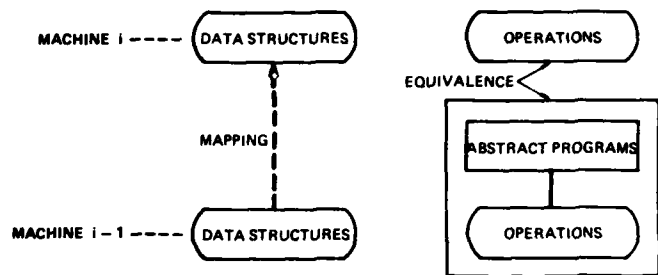 MACHINE i
DATA STRUCTURES
OPERATIONS
EQUIVALENCE
MAPPING
ABSTRACT PROGRAMS
MACHINE i - 1
DATA STRUCTURES
OPERATIONS